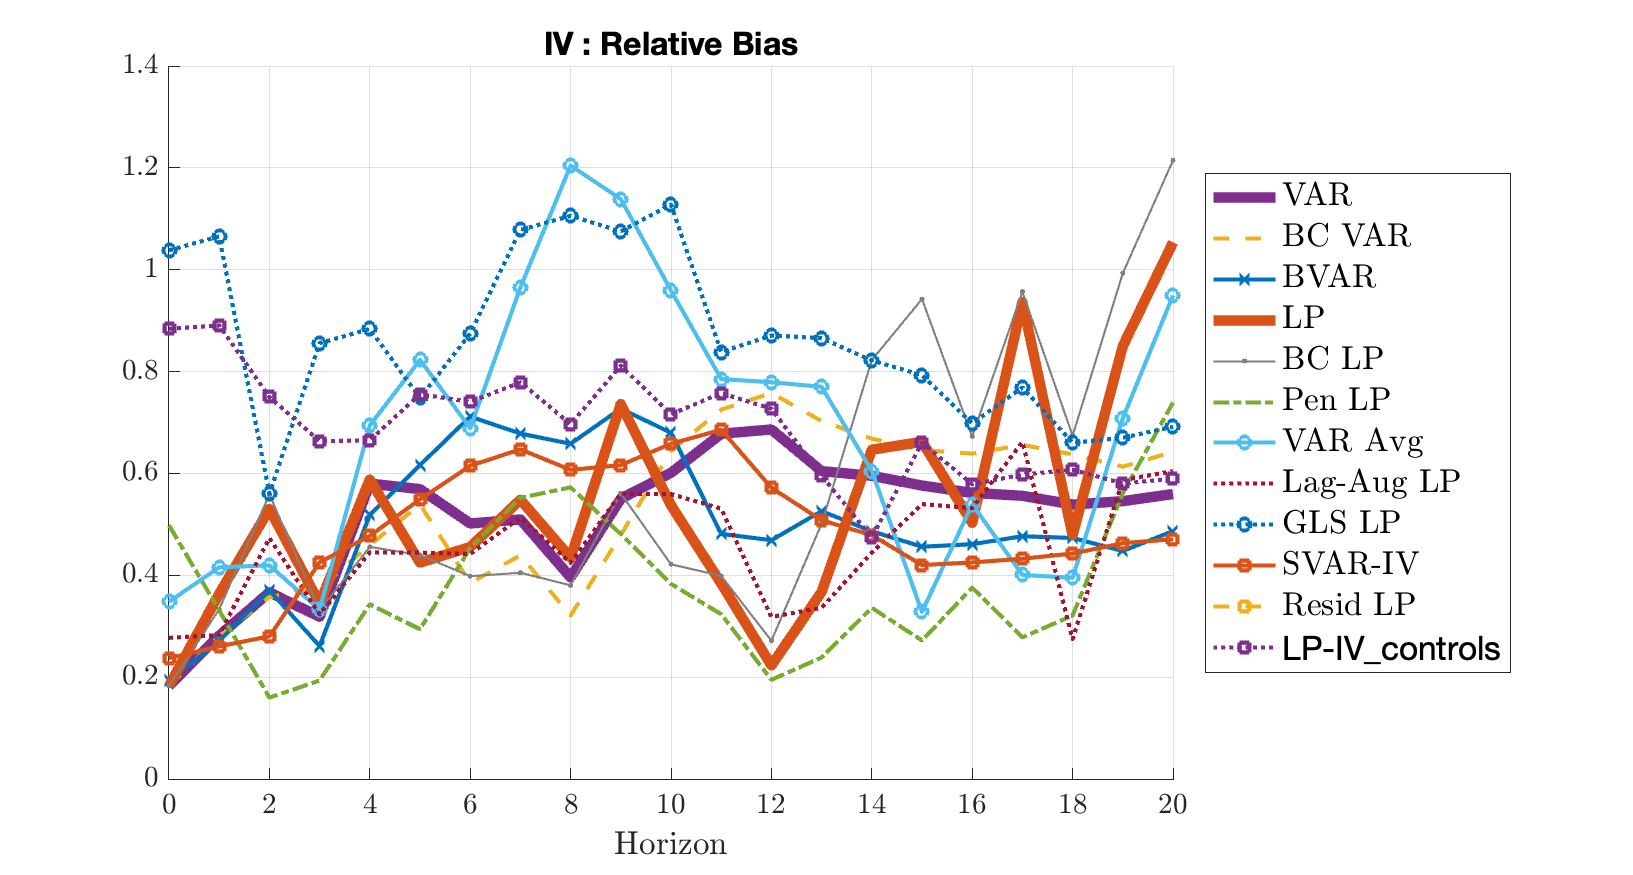 IV : Relative Bias
1.4
1.2
1
0.8
0.6
0.4
0.2
0
0 2 4 6 8 10 12 14 16 18 20
Horizon
VAR
BC VAR
BVAR
LP
BC LP
Pen LP
VAR Avg
Lag-Aug LP
GLS LP
SVAR-IV
Resid LP
LP-IV_controls